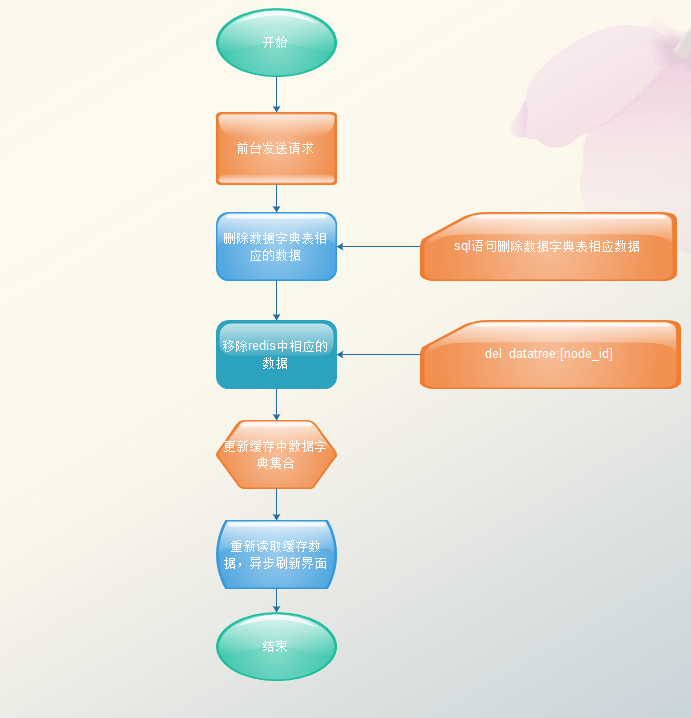 开始
前台发送请求
删除数据字典表相
应的数据
sql语句删除数据字典表相应数据
移除redis中相应的
数据
del datatree:[node_id]
更新缓存中数据字
典集合
重新读取缓存数
据，异步刷新界面
结束